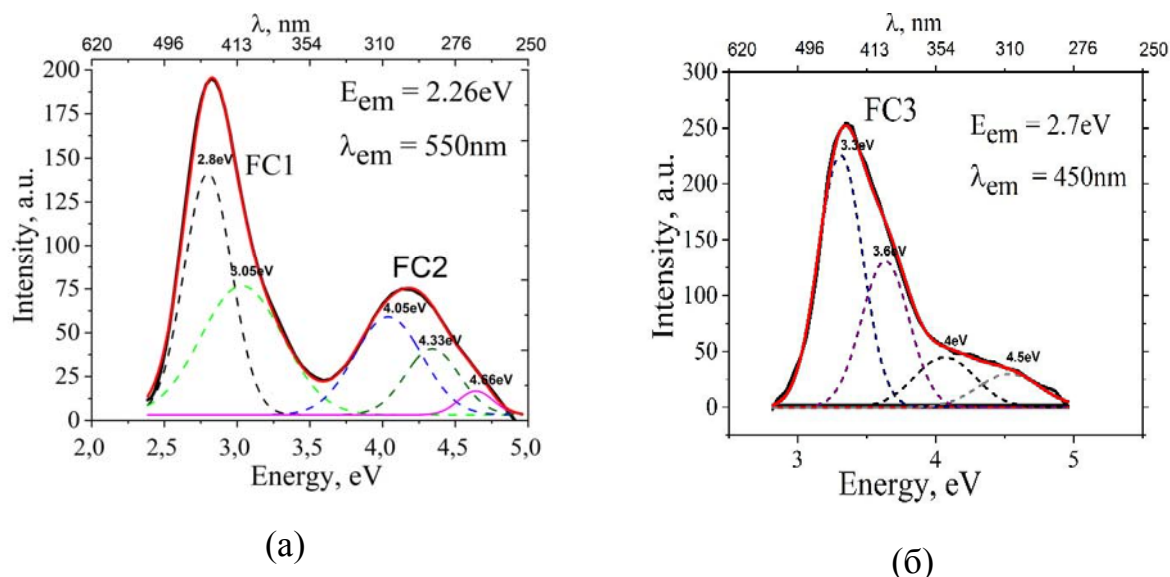 λ, nm
620 496 413 354 310 276 250
200
175
150
125
100
75
50
25
0
Intensity, a.u.
E_em = 2.26eV
λ_em = 550nm
2.8eV
FC1
3.05eV
FC2
4.05eV
4.33eV
4.66eV
2,0 2,5 3,0 3,5 4,0 4,5 5,0
Energy, eV
(а)
λ, nm
620 496 413 354 310 276 250
300
250
200
150
100
50
0
Intensity, a.u.
FC3
E_em = 2.7eV
λ_em = 450nm
3.3eV
3.6eV
4eV
4.5eV
3 4 5
Energy, eV
(б)